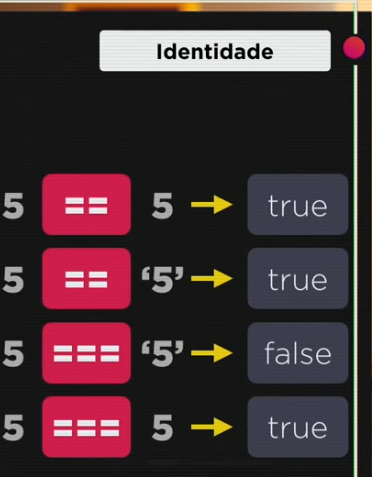 Identidade
5 == 5 → true
5 == ‘5’ → true
5 === ‘5’ → false
5 === 5 → true